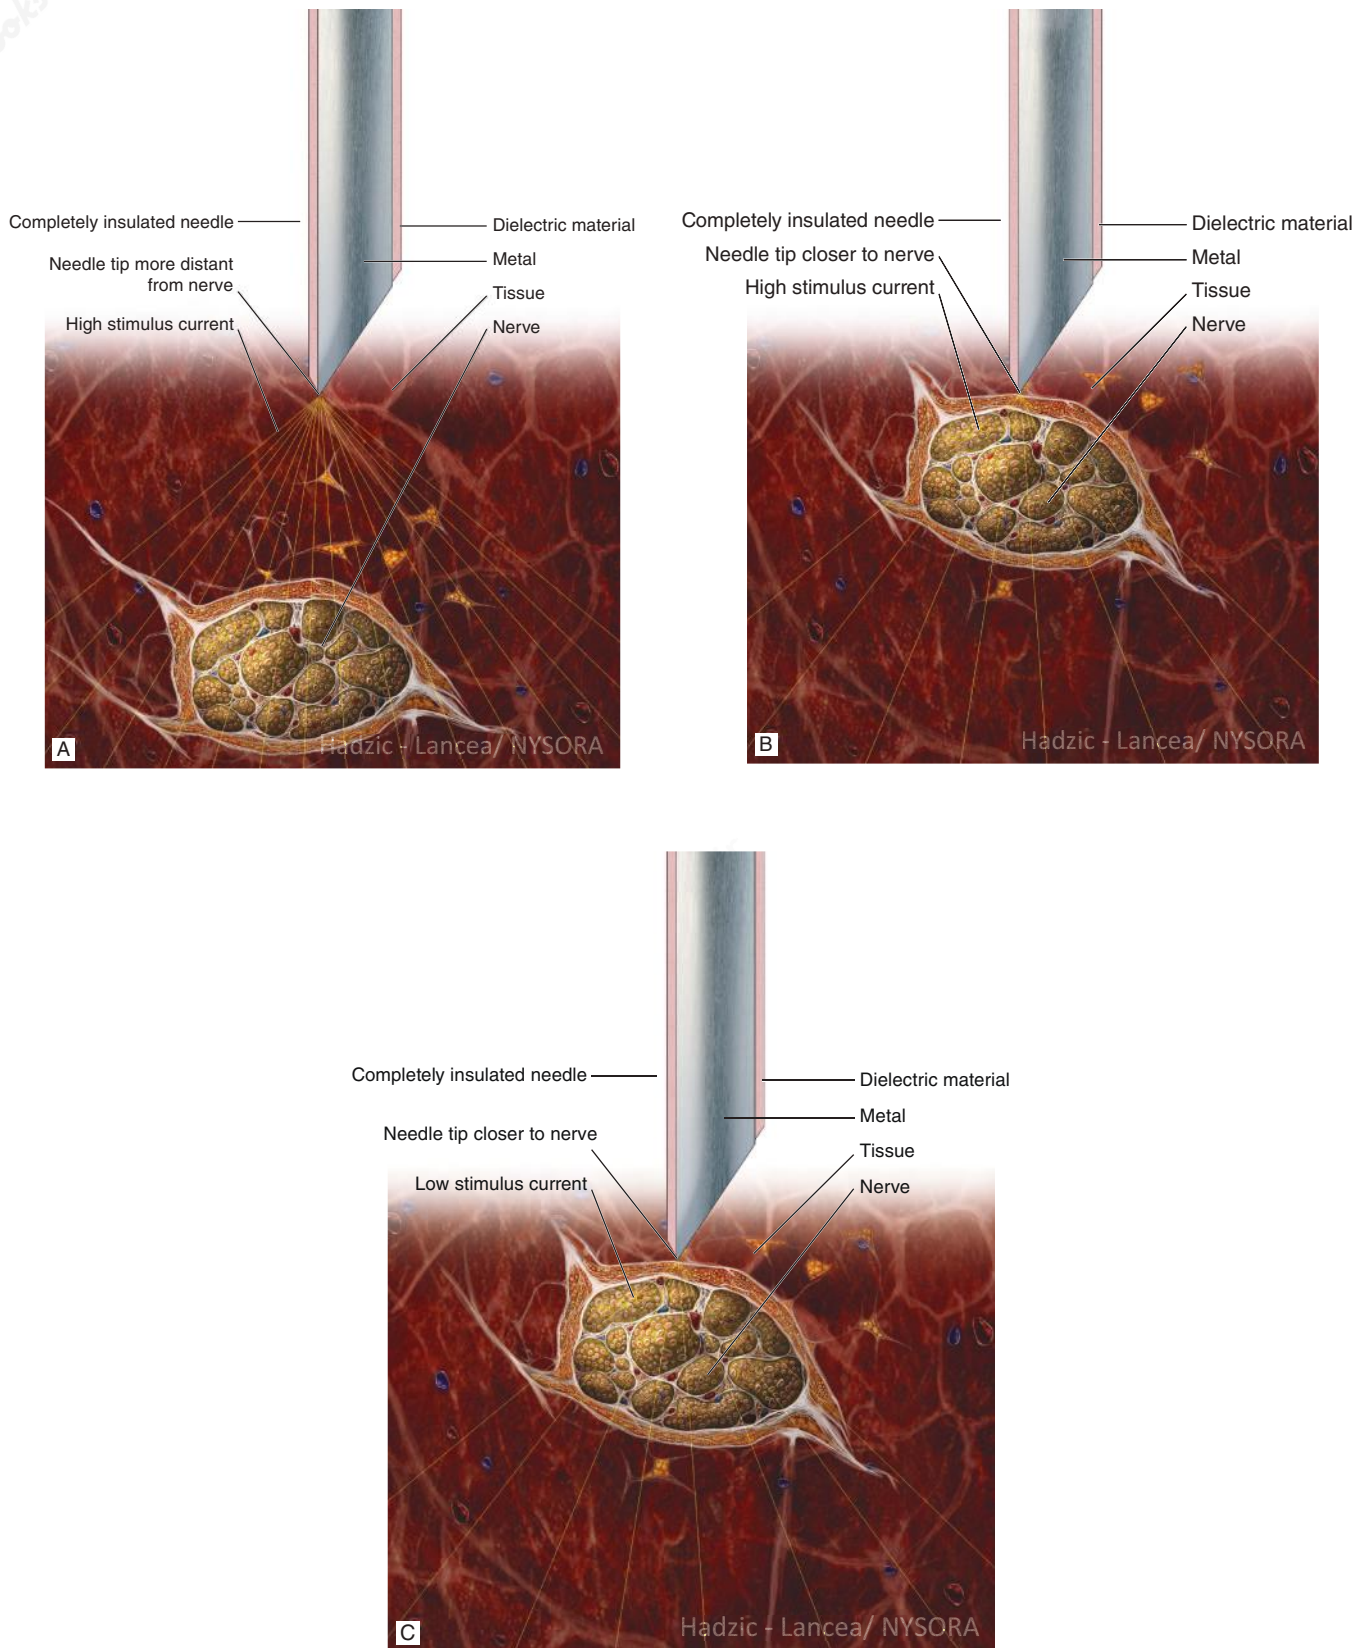 Completely insulated needle
Needle tip more distant
from nerve
High stimulus current
Dielectric material
Metal
Tissue
Nerve
A
Hadzic - Lancea/ NYSORA
Completely insulated needle
Needle tip closer to nerve
High stimulus current
Dielectric material
Metal
Tissue
Nerve
B
Hadzic - Lancea/ NYSORA
Completely insulated needle
Needle tip closer to nerve
Low stimulus current
Dielectric material
Metal
Tissue
Nerve
C
Hadzic - Lancea/ NYSORA